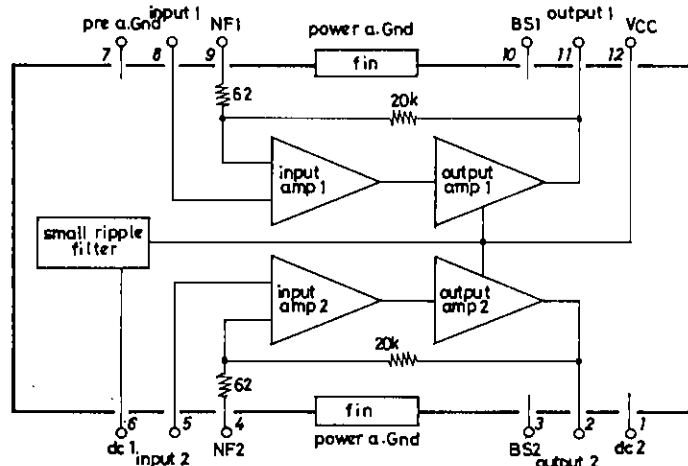 pre a.Gnd input 1 NF1 power a.Gnd BS1 output 1 VCC
7 8 9 fin 10 11 12
62 20k
input amp 1
output amp 1
small ripple filter
input amp 2
output amp 2
20k
62
6 5 4 fin 3 2 1
dc 1. input 2 NF2 power a.Gnd BS2 output 2 dc 2